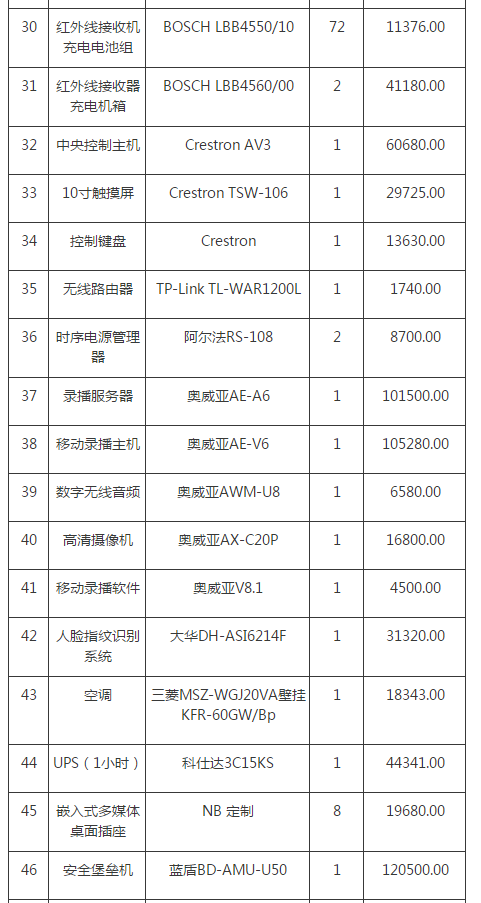 30 红外线接收机 BOSCH LBB4550/10 72 11376.00
充电电池组
31 红外线接收器 BOSCH LBB4560/00 2 41180.00
充电机箱
32 中央控制主机 Crestron AV3 1 60680.00
33 10寸触摸屏 Crestron TSW-106 1 29725.00
34 控制键盘 Crestron 1 13630.00
35 无线路由器 TP-Link TL-WAR1200L 1 1740.00
36 时序电源管理 阿尔法RS-108 2 8700.00
器
37 录播服务器 奥威亚AE-A6 1 101500.00
38 移动录播主机 奥威亚AE-V6 1 105280.00
39 数字无线音频 奥威亚AWM-U8 1 6580.00
40 高清摄像机 奥威亚AX-C20P 1 16800.00
41 移动录播软件 奥威亚V8.1 1 4500.00
42 人脸指纹识别 大华DH-ASI6214F 1 31320.00
系统
43 空调 三菱MSZ-WGJ20VA壁挂 1 18343.00
KFR-60GW/Bp
44 UPS（1小时） 科仕达3C15KS 1 44341.00
45 嵌入式多媒体 NB 定制 8 19680.00
桌面插座
46 安全堡垒机 蓝盾BD-AMU-U50 1 120500.00